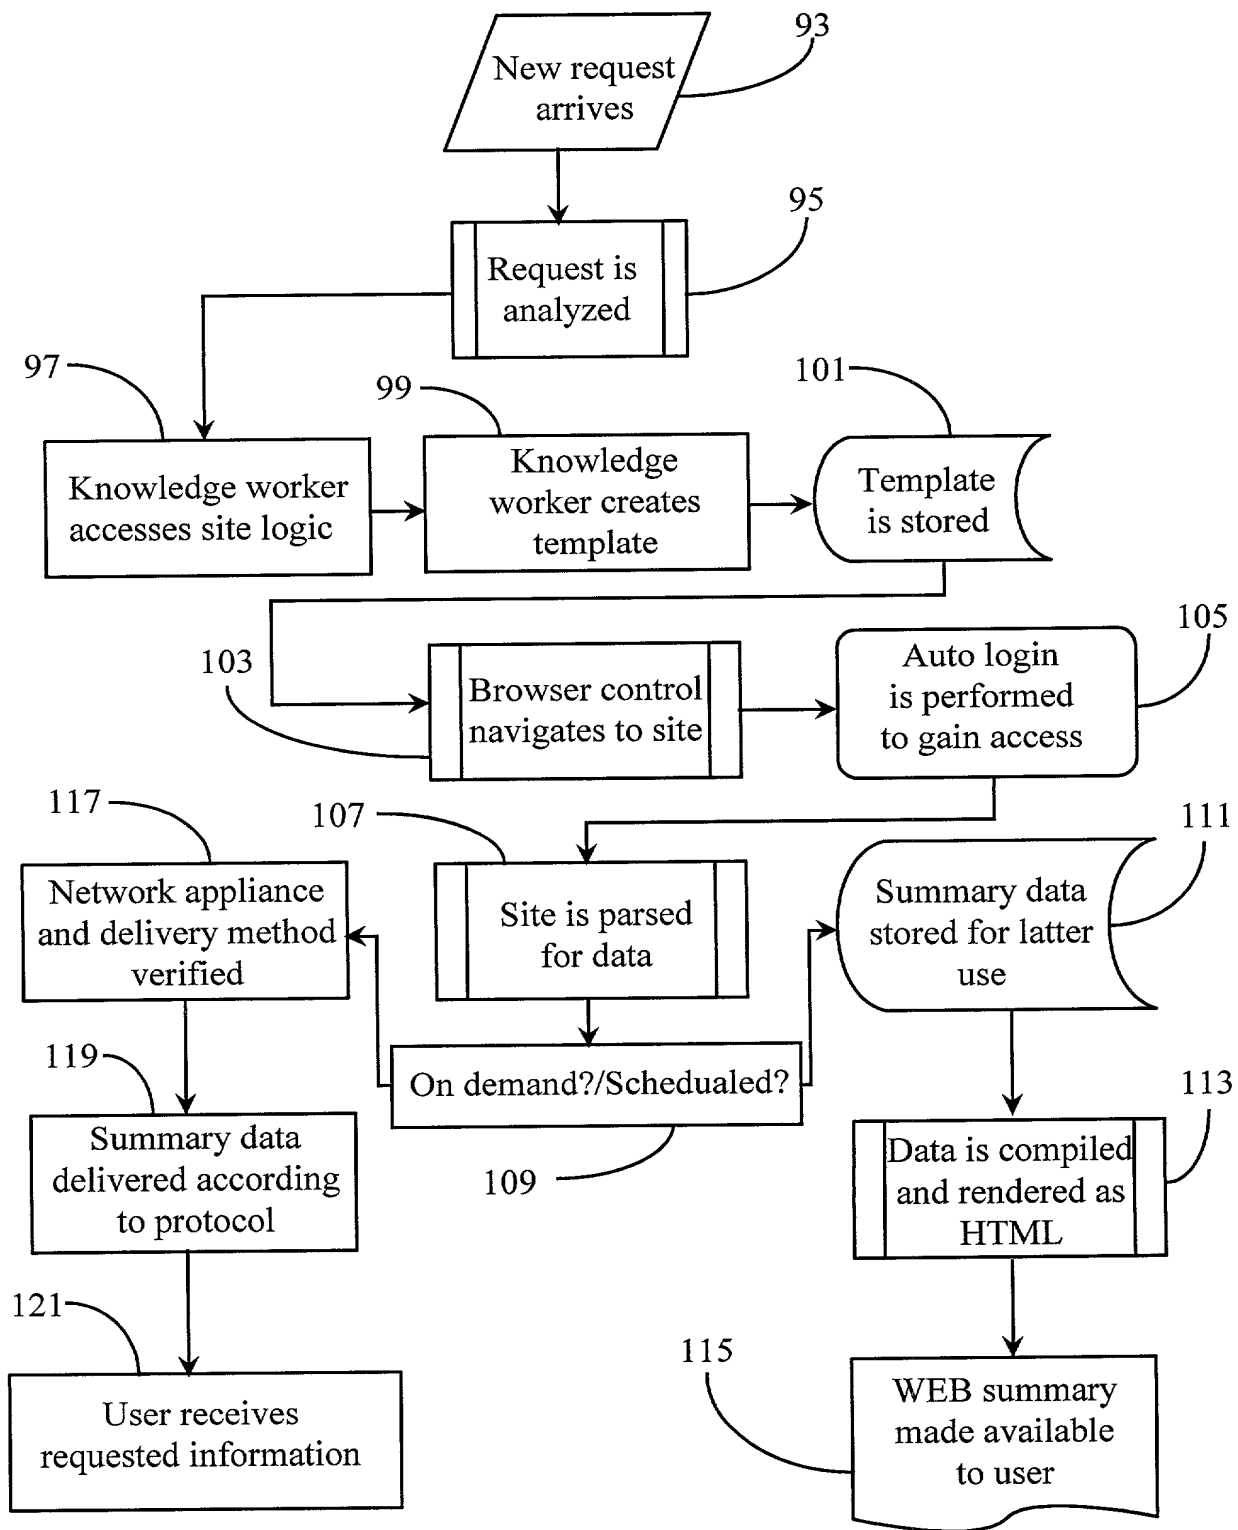 93
New request
arrives
95
Request is
analyzed
97
Knowledge worker
accesses site logic
99
Knowledge
worker creates
template
101
Template
is stored
103
Browser control
navigates to site
105
Auto login
is performed
to gain access
107
Site is parsed
for data
109
On demand?/Schedualed?
111
Summary data
stored for latter
use
113
Data is compiled
and rendered as
HTML
115
WEB summary
made available
to user
117
Network appliance
and delivery method
verified
119
Summary data
delivered according
to protocol
121
User receives
requested information